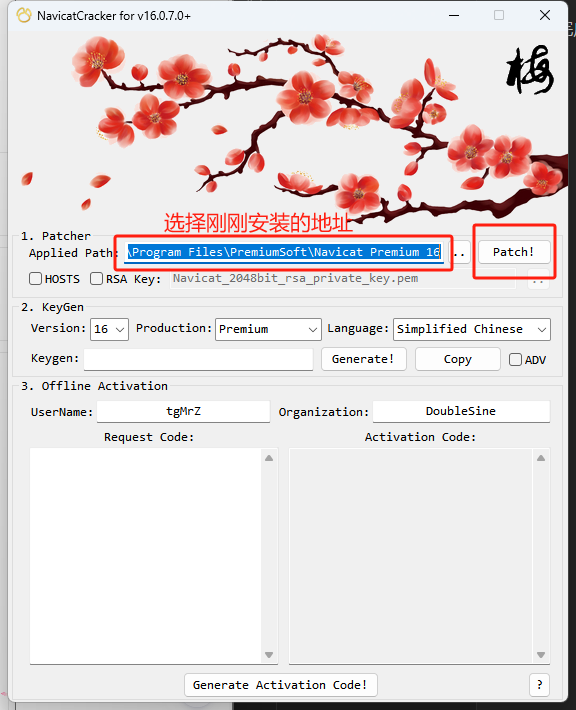 NavicatCracker for v16.0.7.0+
梅
选择刚刚安装的地址
1. Patcher
Applied Path: \Program Files\PremiumSoft\Navicat Premium 16 .. Patch!
HOSTS RSA Key: Navicat_2048bit_rsa_private_key.pem ..
2. KeyGen
Version: 16 Production: Premium Language: Simplified Chinese
Keygen: Generate! Copy ADV
3. Offline Activation
UserName: tgMrZ Organization: DoubleSine
Request Code: Activation Code:
Generate Activation Code! ?